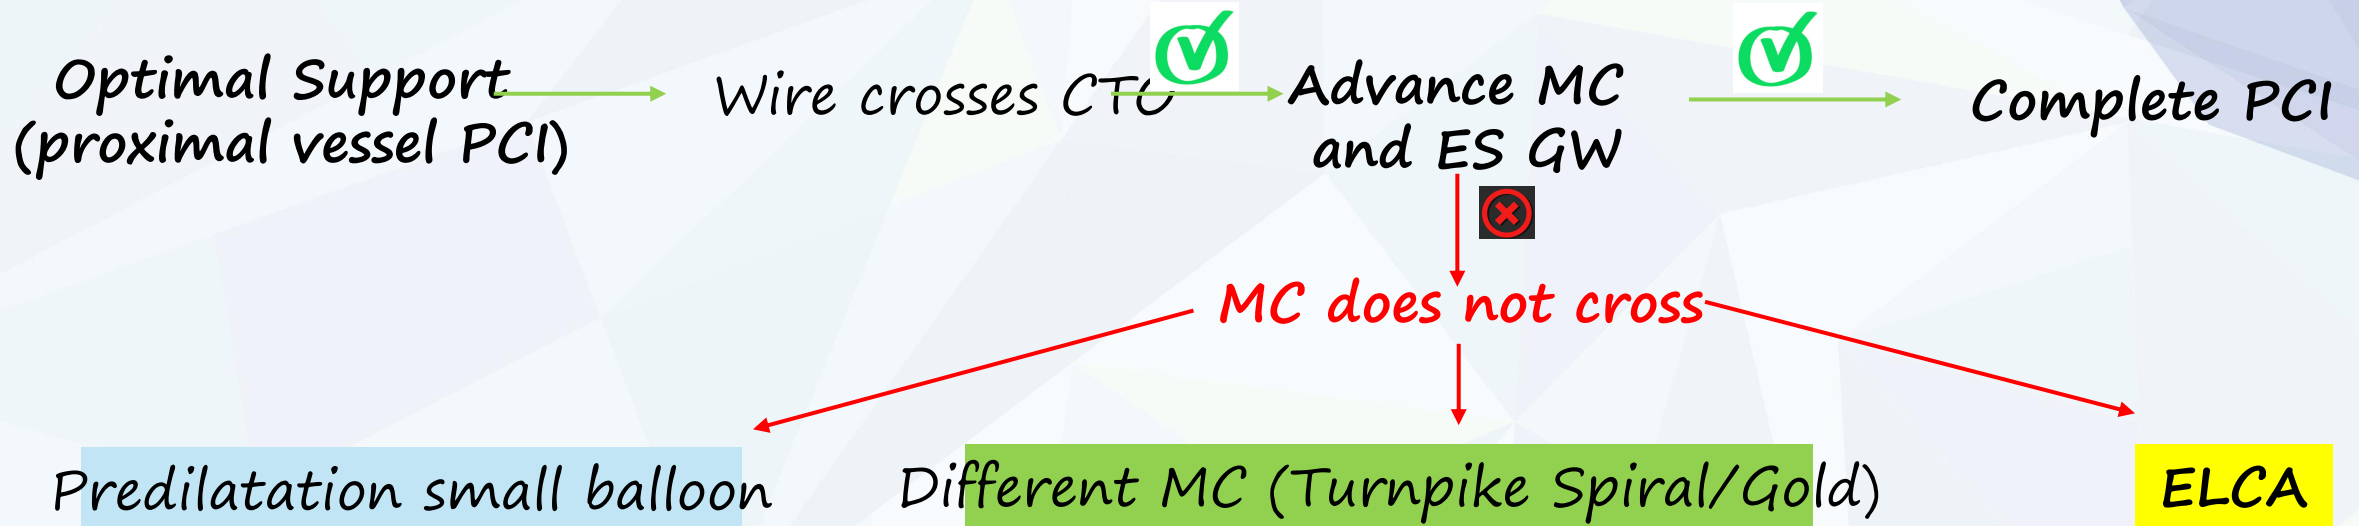 Optimal Support
(proximal vessel PCI)
Wire crosses CTO
Advance MC
and ES GW
Complete PCI
MC does not cross
Predilatation small balloon
Different MC (Turnpike Spiral/Gold)
ELCA